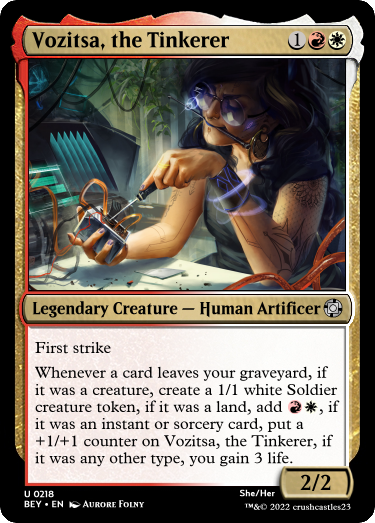 Vozitsa, the Tinkerer 1RW
Legendary Creature — Human Artificer
First strike
Whenever a card leaves your graveyard, if
it was a creature, create a 1/1 white Soldier
creature token, if it was a land, add RW, if
it was an instant or sorcery card, put a
+1/+1 counter on Vozitsa, the Tinkerer, if
it was any other type, you gain 3 life.
2/2
U 0218
BEY • EN Aurore Folny
She/Her
™&© 2022 crushcastles23